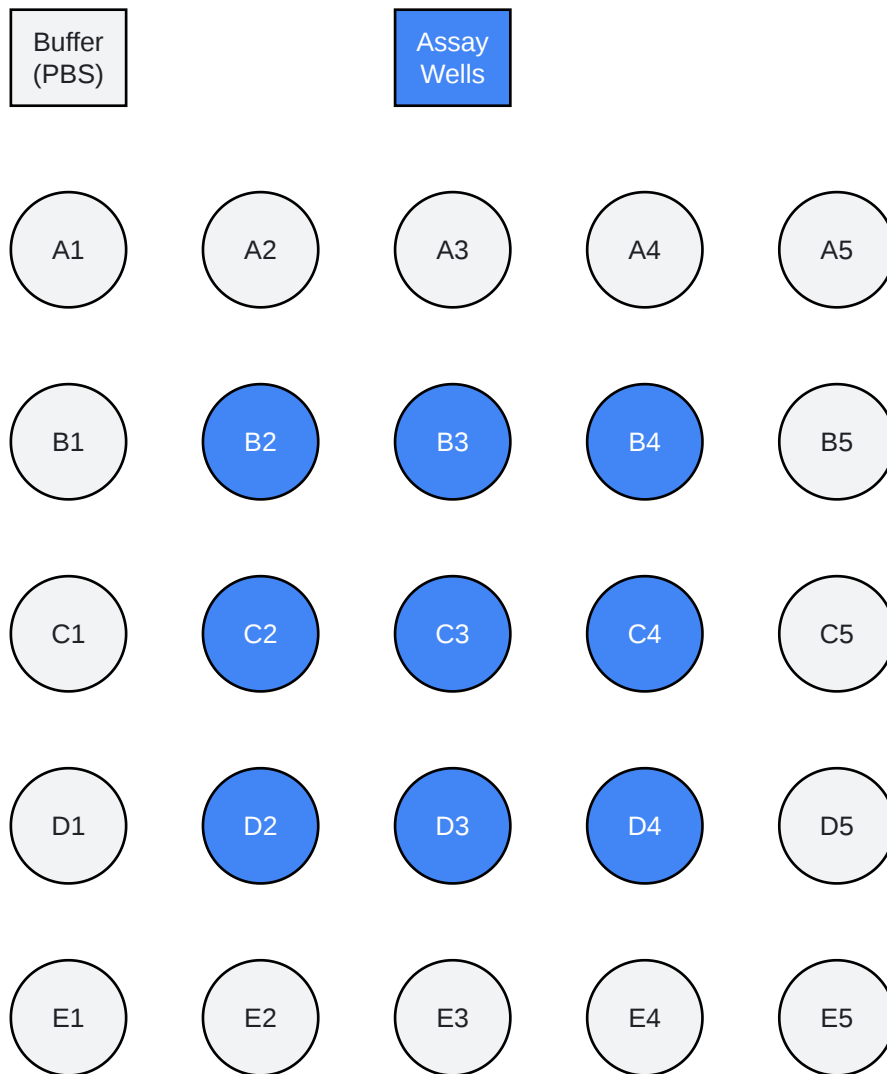 Buffer
(PBS)
Assay
Wells
A1 A2 A3 A4 A5
B1 B2 B3 B4 B5
C1 C2 C3 C4 C5
D1 D2 D3 D4 D5
E1 E2 E3 E4 E5